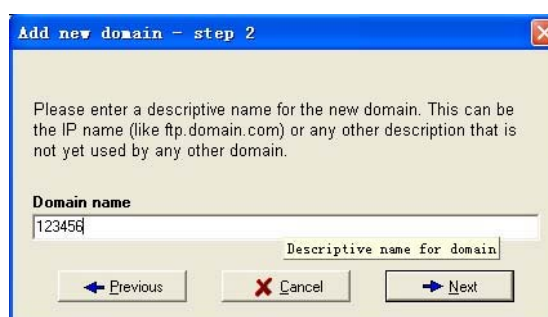 Add new domain - step 2
Please enter a descriptive name for the new domain. This can be
the IP name (like ftp.domain.com) or any other description that is
not yet used by any other domain.
Domain name
123456
Descriptive name for domain
Previous
Cancel
Next